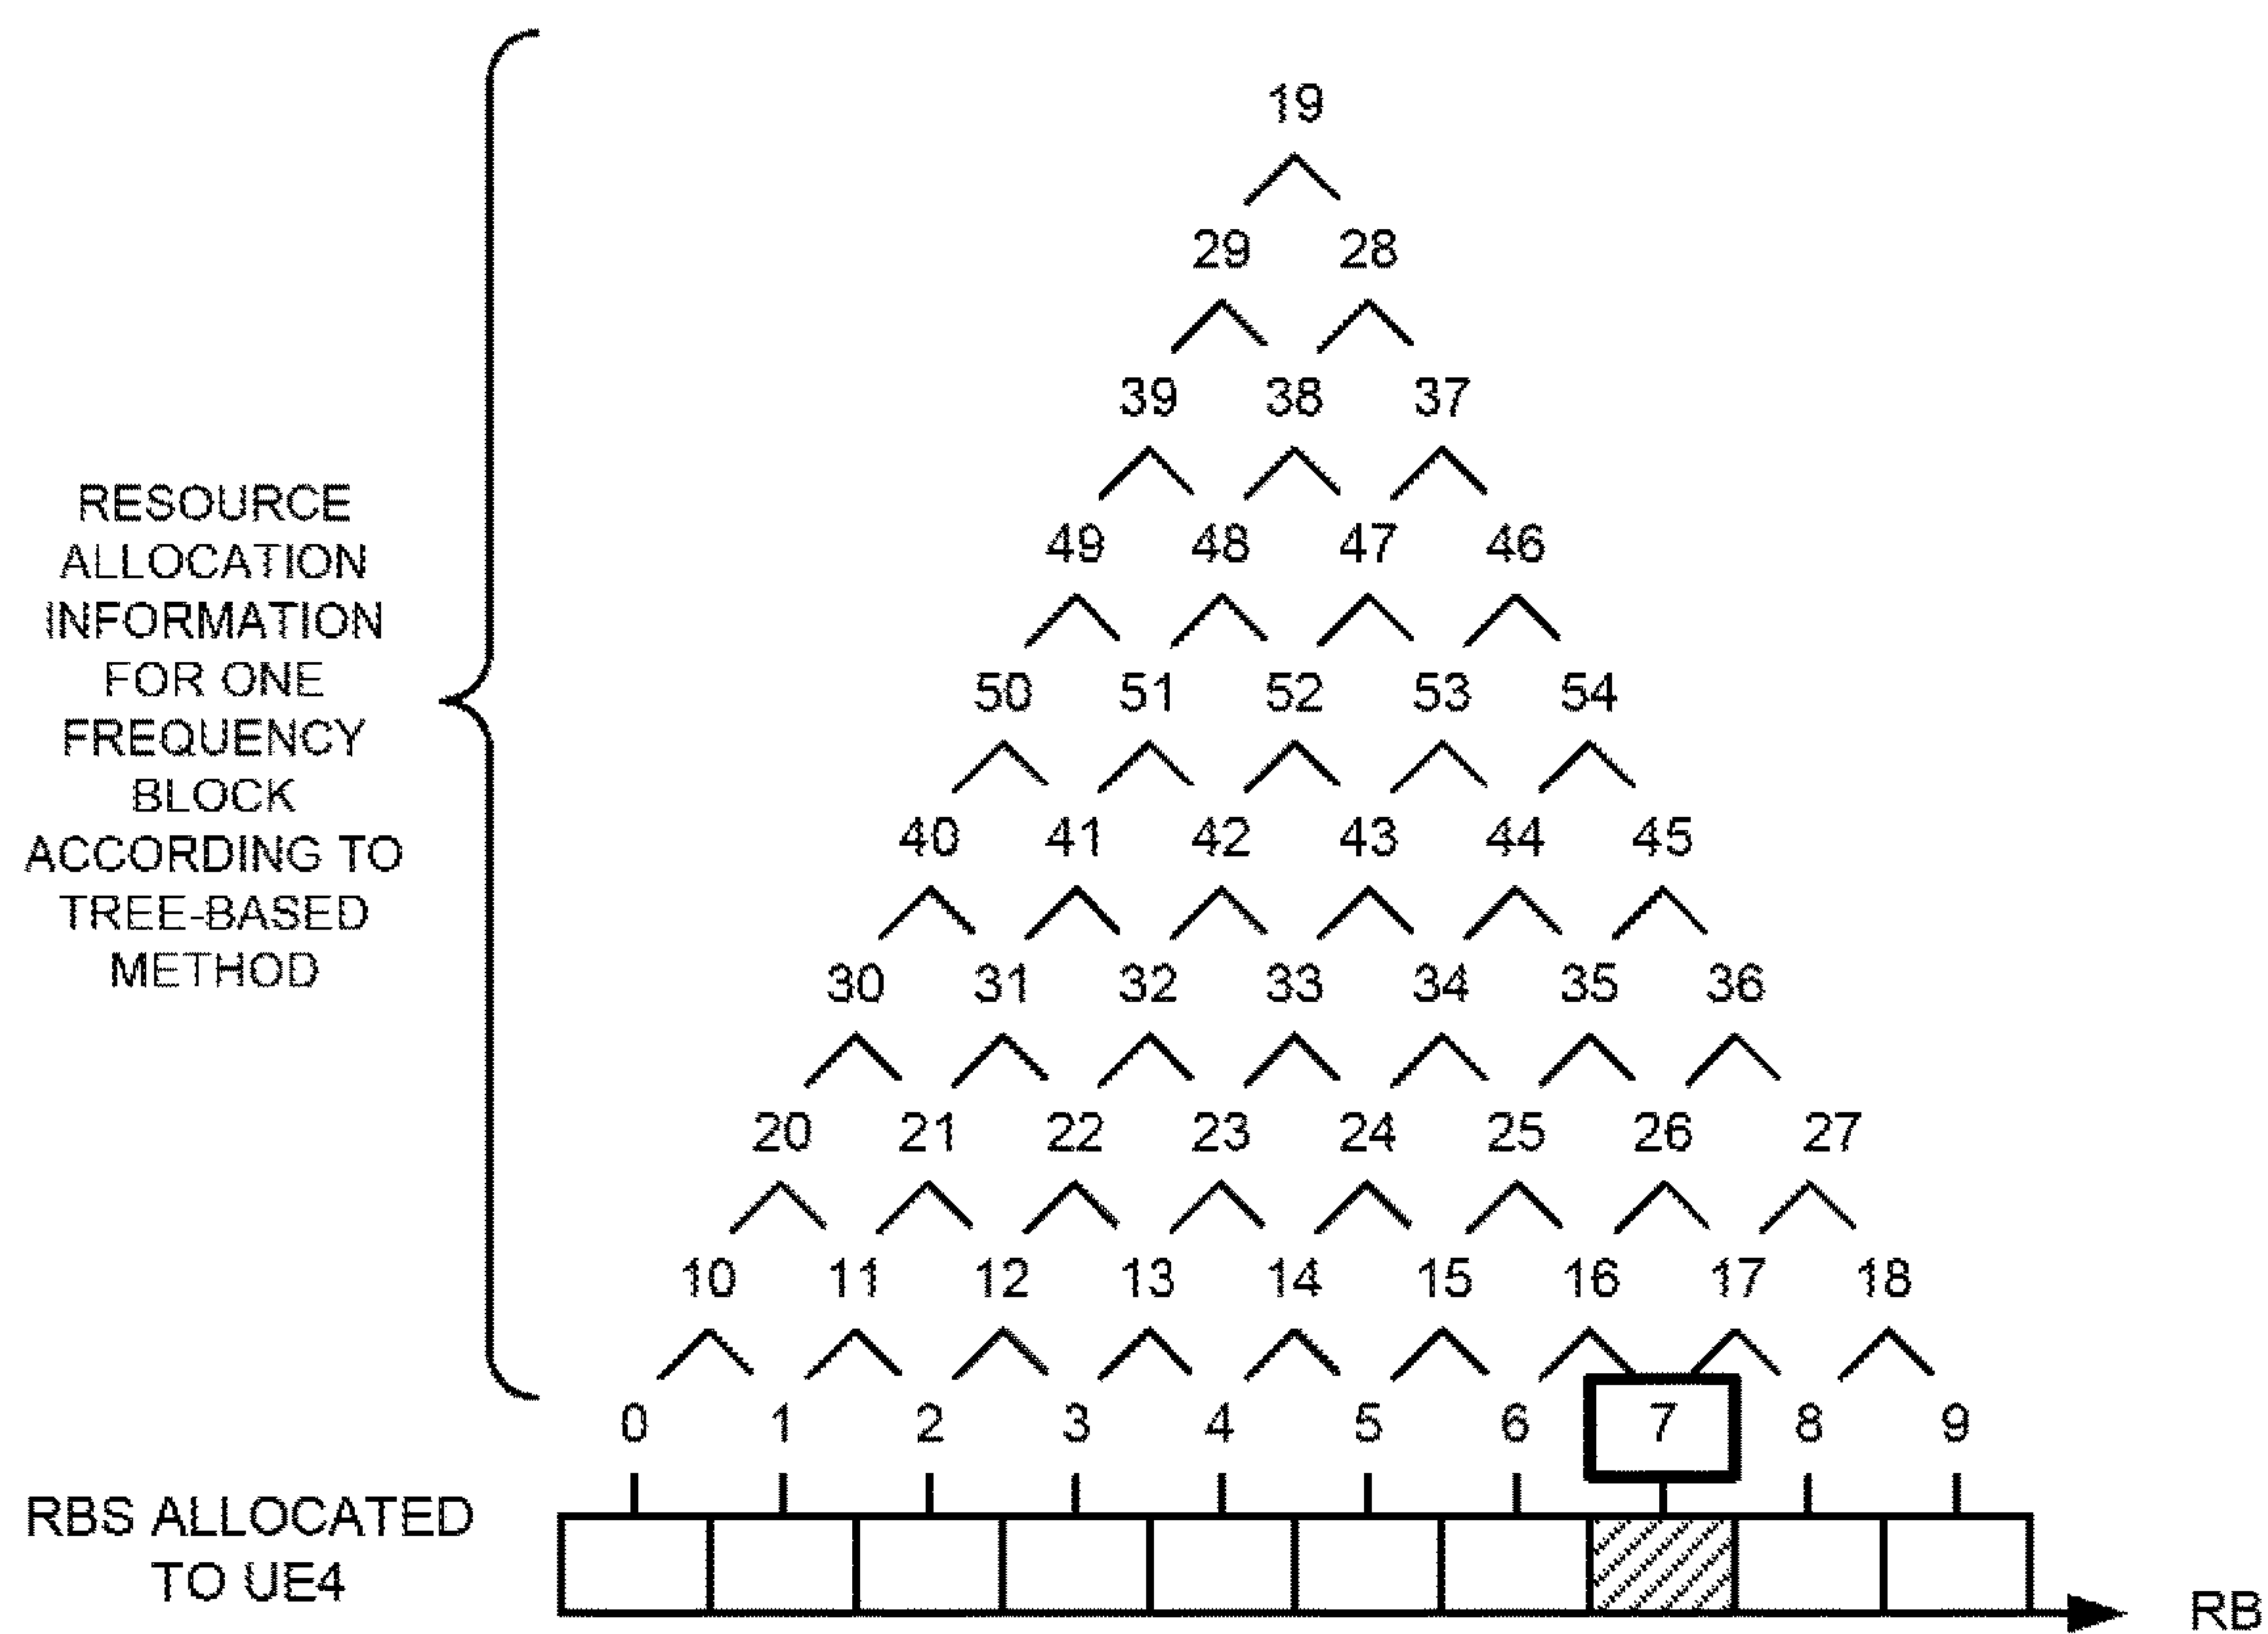 19
29 28
39 38 37
49 48 47 46
50 51 52 53 54
40 41 42 43 44 45
30 31 32 33 34 35 36
20 21 22 23 24 25 26 27
10 11 12 13 14 15 16 17 18
0 1 2 3 4 5 6 7 8 9
RESOURCE
ALLOCATION
INFORMATION
FOR ONE
FREQUENCY
BLOCK
ACCORDING TO
TREE-BASED
METHOD
RBS ALLOCATED
TO UE4
RB